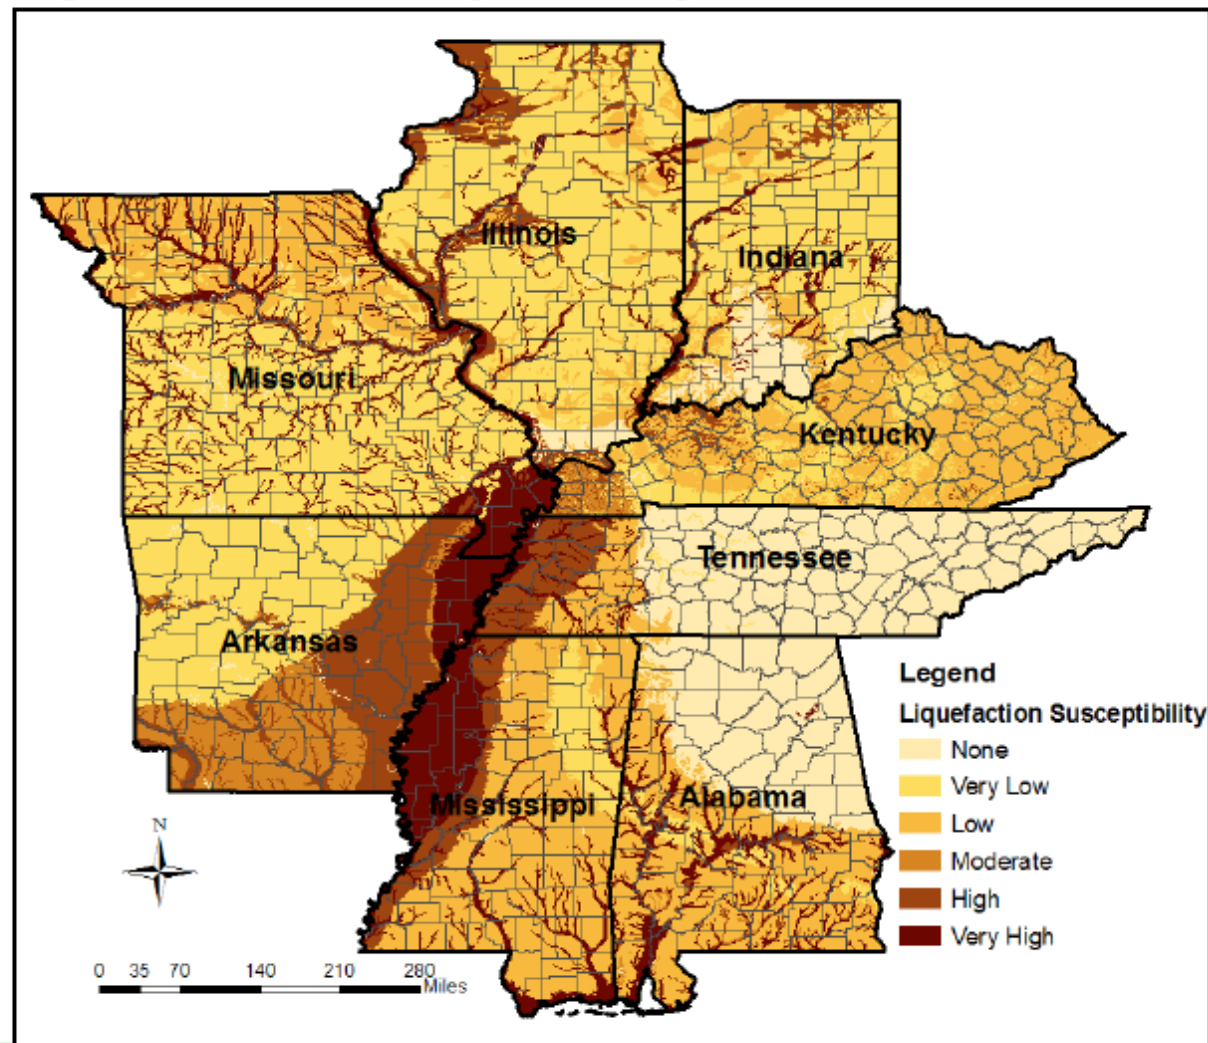 Illinois
Indiana
Missouri
Kentucky
Tennessee
Arkansas
Mississippi
Alabama
Legend
Liquefaction Susceptibility
None
Very Low
Low
Moderate
High
Very High
N
0 35 70 140 210 280
Miles